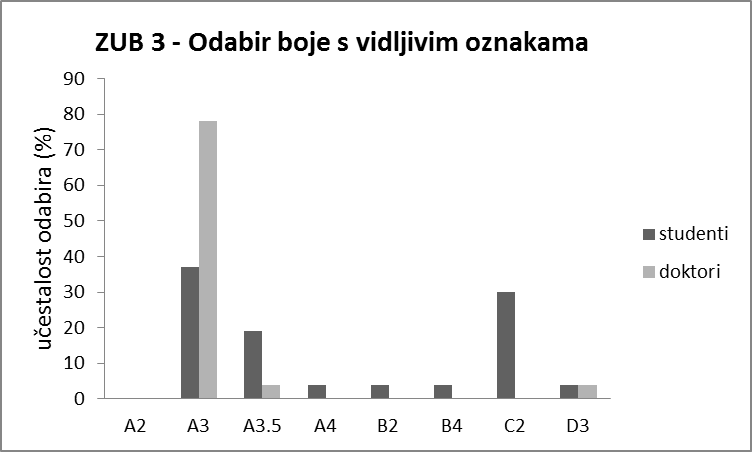 ZUB 3 - Odabir boje s vidljivim oznakama
učestalost odabira (%)
90
80
70
60
50
40
30
20
10
0
A2 A3 A3.5 A4 B2 B4 C2 D3
studenti
doktori